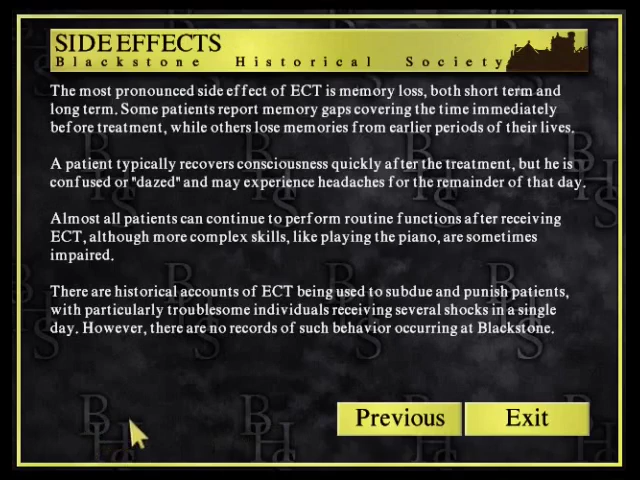 SIDE EFFECTS
Blackstone Historical Society
The most pronounced side effect of ECT is memory loss, both short term and
long term. Some patients report memory gaps covering the time immediately
before treatment, while others lose memories from earlier periods of their lives.
A patient typically recovers consciousness quickly after the treatment, but he is
confused or "dazed" and may experience headaches for the remainder of that day.
Almost all patients can continue to perform routine functions after receiving
ECT, although more complex skills, like playing the piano, are sometimes
impaired.
There are historical accounts of ECT being used to subdue and punish patients,
with particularly troublesome individuals receiving several shocks in a single
day. However, there are no records of such behavior occurring at Blackstone.
Previous Exit